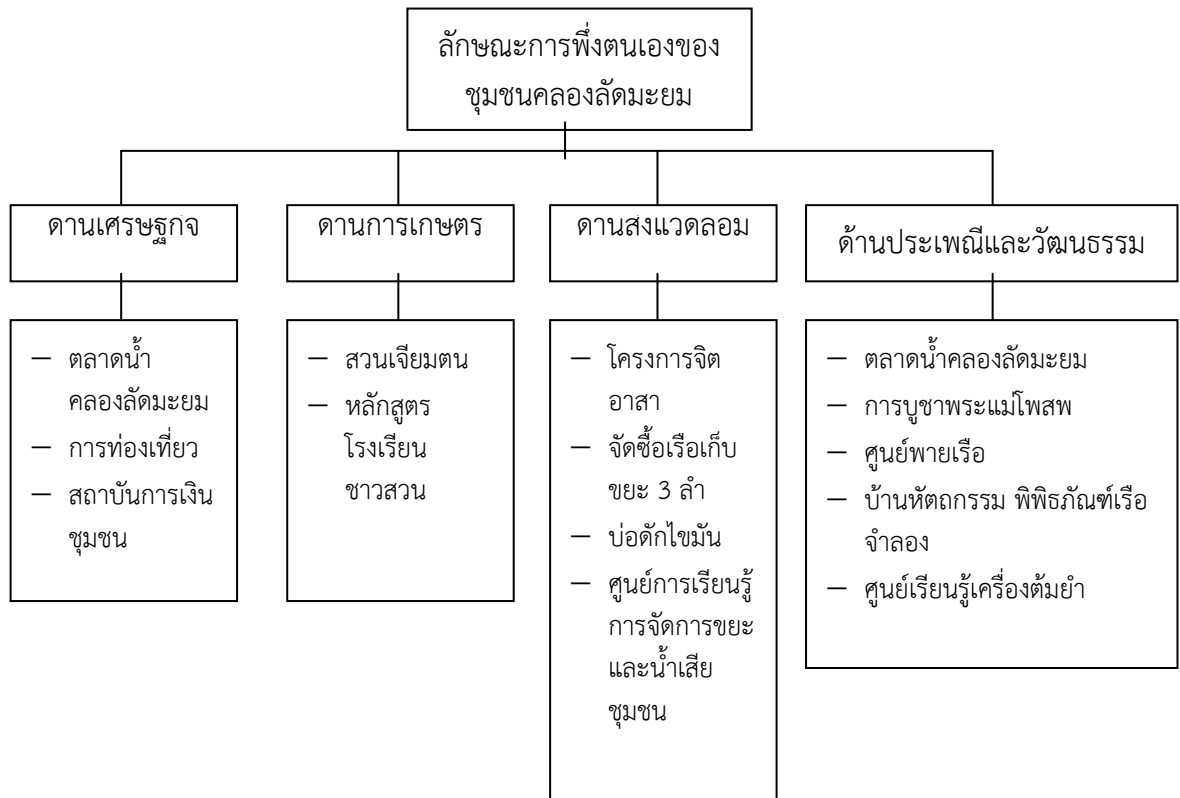 ลักษณะการพึ่งตนเองของ
ชุมชนคลองลัดมะยม
ดานเศรษฐกิจ
ดานการเกษตร
ดานสงแวดลอม
ด้านประเพณีและวัฒนธรรม
— ตลาดน้ำ
คลองลัดมะยม
— การท่องเที่ยว
— สถาบันการเงิน
ชุมชน
— สวนเจียมตน
— หลักสูตร
โรงเรียน
ชาวสวน
— โครงการจิต
อาสา
— จัดซื้อเรือเก็บ
ขยะ 3 ลำ
— บ่อดักไขมัน
— ศูนย์การเรียนรู้
การจัดการขยะ
และน้ำเสีย
ชุมชน
— ตลาดน้ำคลองลัดมะยม
— การบูชาพระแม่โพสพ
— ศูนย์พายเรือ
— บ้านหัตถกรรม พิพิธภัณฑ์เรือ
จำลอง
— ศูนย์เรียนรู้เครื่องต้มยำ